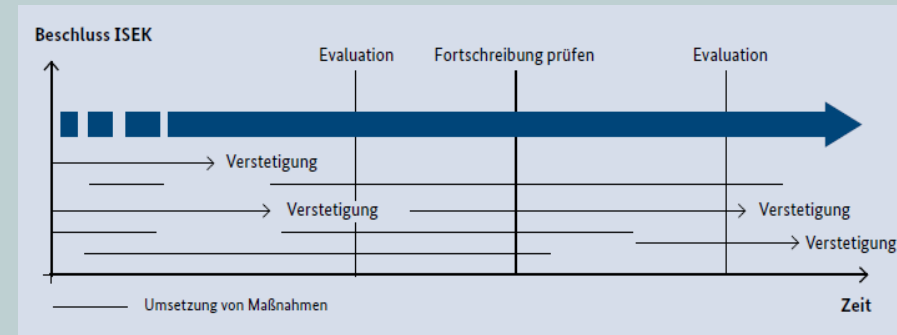 Beschluss ISEK
Evaluation
Fortschreibung prüfen
Evaluation
Verstetigung
Verstetigung
Verstetigung
Verstetigung
Umsetzung von Maßnahmen
Zeit